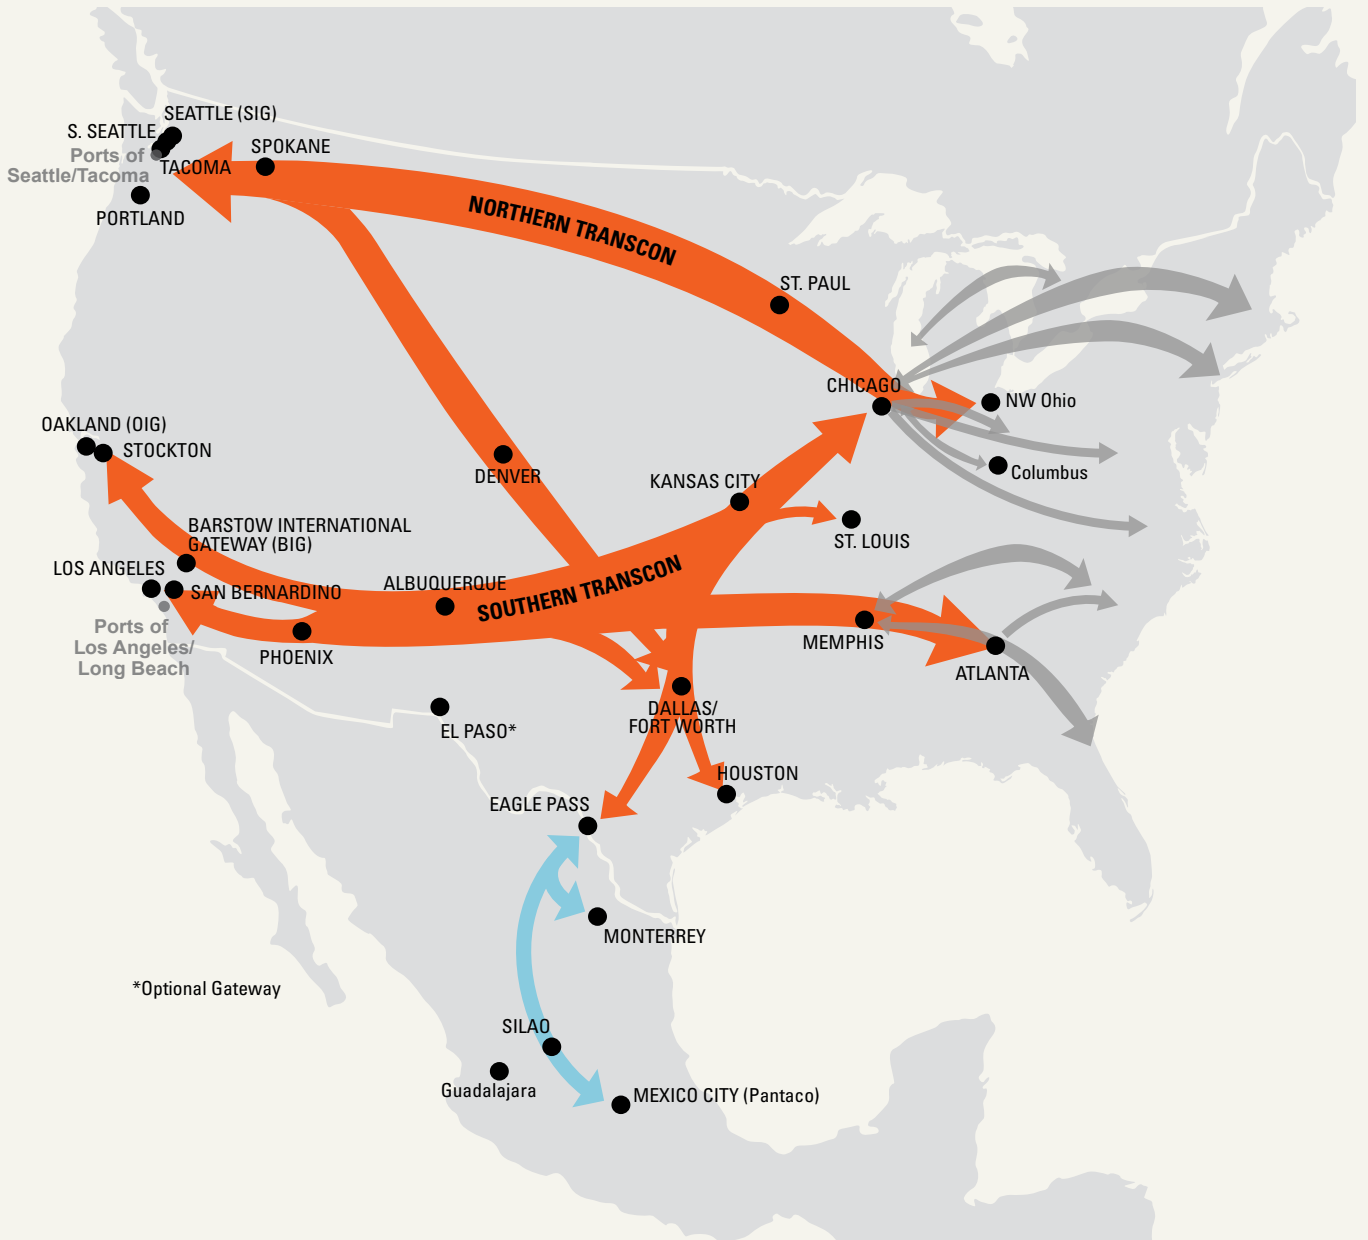 SEATTLE (SIG)
S. SEATTLE
SPOKANE
Ports of
Seattle/Tacoma
TACOMA
PORTLAND
NORTHERN TRANSCON
ST. PAUL
CHICAGO
NW Ohio
OAKLAND (OIG)
STOCKTON
DENVER
KANSAS CITY
Columbus
BARSTOW INTERNATIONAL
GATEWAY (BIG)
ST. LOUIS
LOS ANGELES
SAN BERNARDINO
ALBUQUERQUE
SOUTHERN TRANSCON
Ports of
Los Angeles/
Long Beach
PHOENIX
MEMPHIS
ATLANTA
EL PASO*
DALLAS/
FORT WORTH
HOUSTON
EAGLE PASS
MONTERREY
*Optional Gateway
SILAO
Guadalajara
MEXICO CITY (Pantaco)